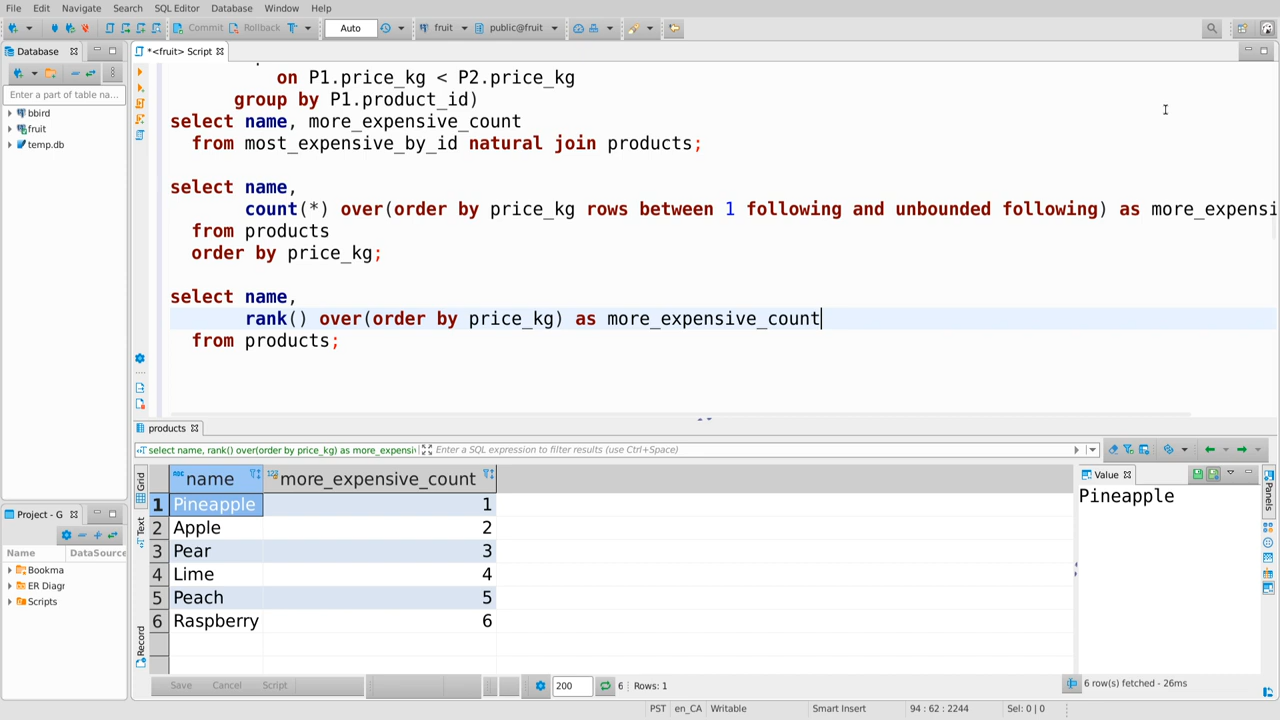 File Edit Navigate Search SQL Editor Database Window Help
Commit Rollback Auto fruit public@fruit
Database *<fruit> Script
Enter a part of table na...
bbird
fruit
temp.db
on P1.price_kg < P2.price_kg
group by P1.product_id)
select name, more_expensive_count
from most_expensive_by_id natural join products;
select name,
count(*) over(order by price_kg rows between 1 following and unbounded following) as more_expensi
from products
order by price_kg;
select name,
rank() over(order by price_kg) as more_expensive_count
from products;
products
select name, rank() over(order by price_kg) as more_expensi Enter a SQL expression to filter results (use Ctrl+Space)
Grid
Text
Record
name more_expensive_count
1 Pineapple 1
2 Apple 2
3 Pear 3
4 Lime 4
5 Peach 5
6 Raspberry 6
Value
Pineapple
Panels
Project - G
Name DataSource
Bookma
ER Diagr
Scripts
Save Cancel Script 200 6 Rows: 1 6 row(s) fetched - 26ms
PST en_CA Writable Smart Insert 94 : 62 : 2244 Sel: 0 | 0